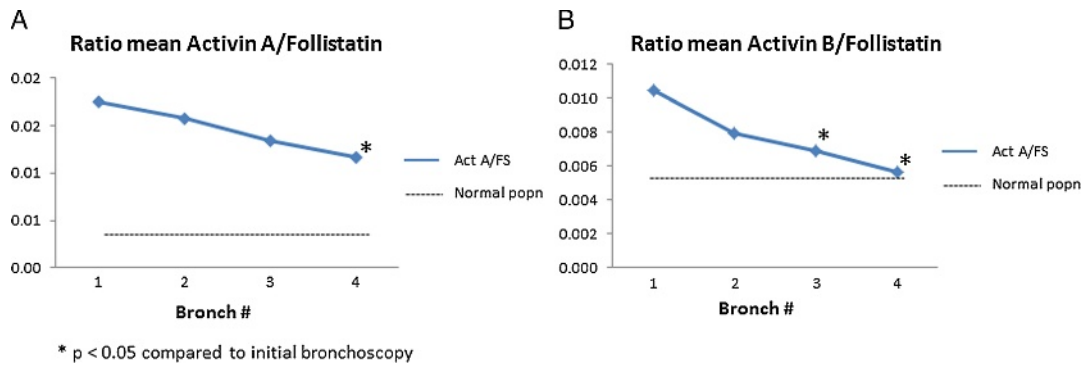 A
Ratio mean Activin A/Follistatin
0.02
0.02
0.01
0.01
0.00
*
1 2 3 4
Bronch #
Act A/FS
Normal popn
* p < 0.05 compared to initial bronchoscopy
B
Ratio mean Activin B/Follistatin
0.012
0.010
0.008
0.006
0.004
0.002
0.000
*
*
1 2 3 4
Bronch #
Act A/FS
Normal popn